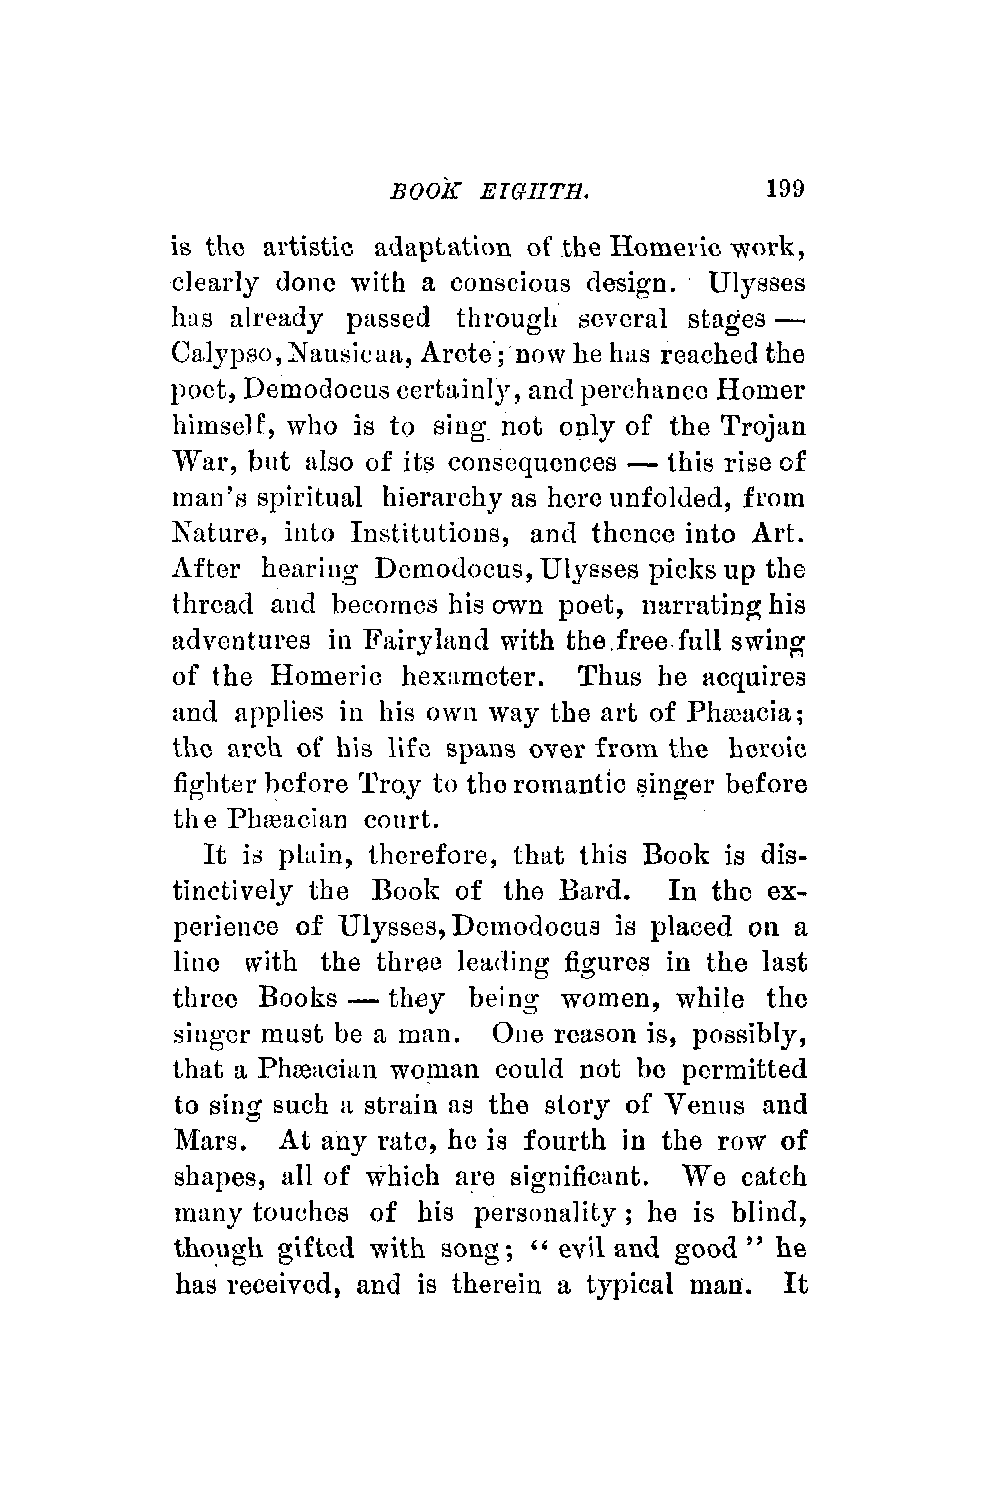 BOOK EIGHTH. 199
is the artistic adaptation of the Homeric work,
clearly done with a conscious design. Ulysses
has already passed through several stages —
Calypso, Nausicaa, Arete; now he has reached the
poet, Demodocus certainly, and perchance Homer
himself, who is to sing not only of the Trojan
War, but also of its consequences — this rise of
man's spiritual hierarchy as here unfolded, from
Nature, into Institutions, and thence into Art.
After hearing Demodocus, Ulysses picks up the
thread and becomes his own poet, narrating his
adventures in Fairyland with the free full swing
of the Homeric hexameter. Thus he acquires
and applies in his own way the art of Phæacia;
the arch of his life spans over from the heroic
fighter before Troy to the romantic singer before
the Phæacian court.
It is plain, therefore, that this Book is dis-
tinctively the Book of the Bard. In the ex-
perience of Ulysses, Demodocus is placed on a
line with the three leading figures in the last
three Books — they being women, while the
singer must be a man. One reason is, possibly,
that a Phæacian woman could not be permitted
to sing such a strain as the story of Venus and
Mars. At any rate, he is fourth in the row of
shapes, all of which are significant. We catch
many touches of his personality; he is blind,
though gifted with song; "evil and good" he
has received, and is therein a typical man. It